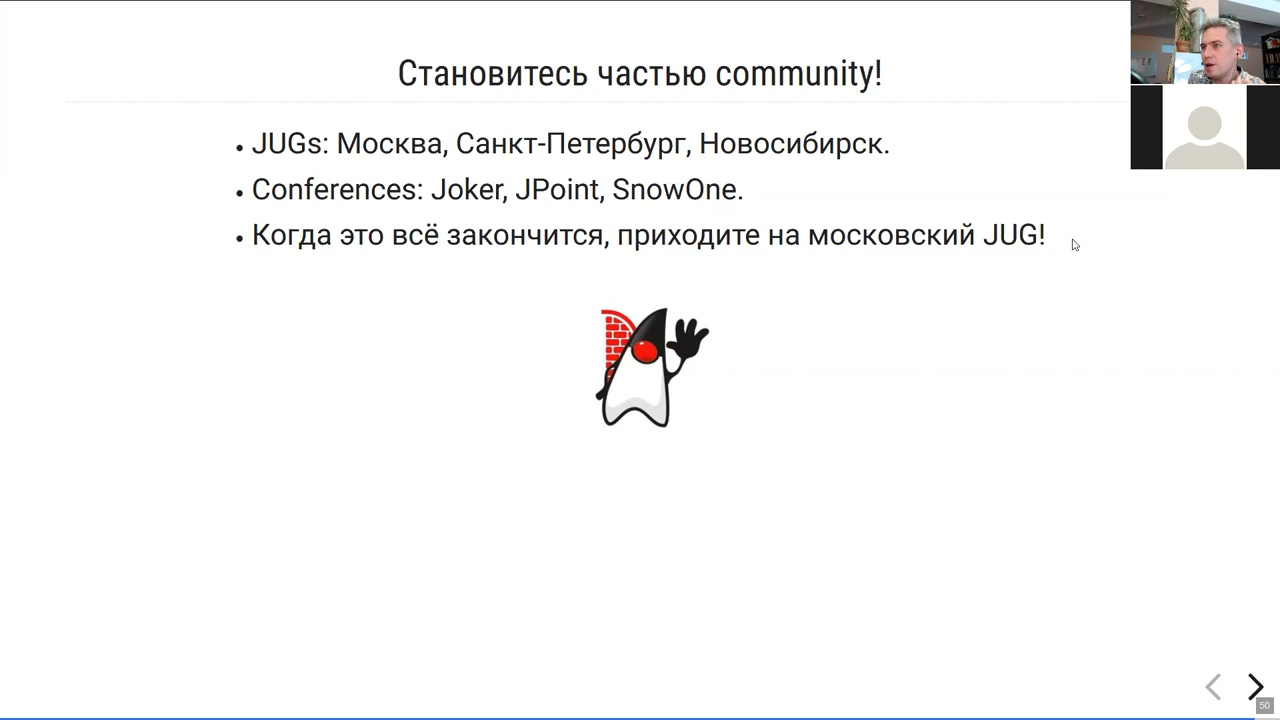 Становитесь частью community!
JUGs: Москва, Санкт-Петербург, Новосибирск.
Conferences: Joker, JPoint, SnowOne.
Когда это всё закончится, приходите на московский JUG!
50